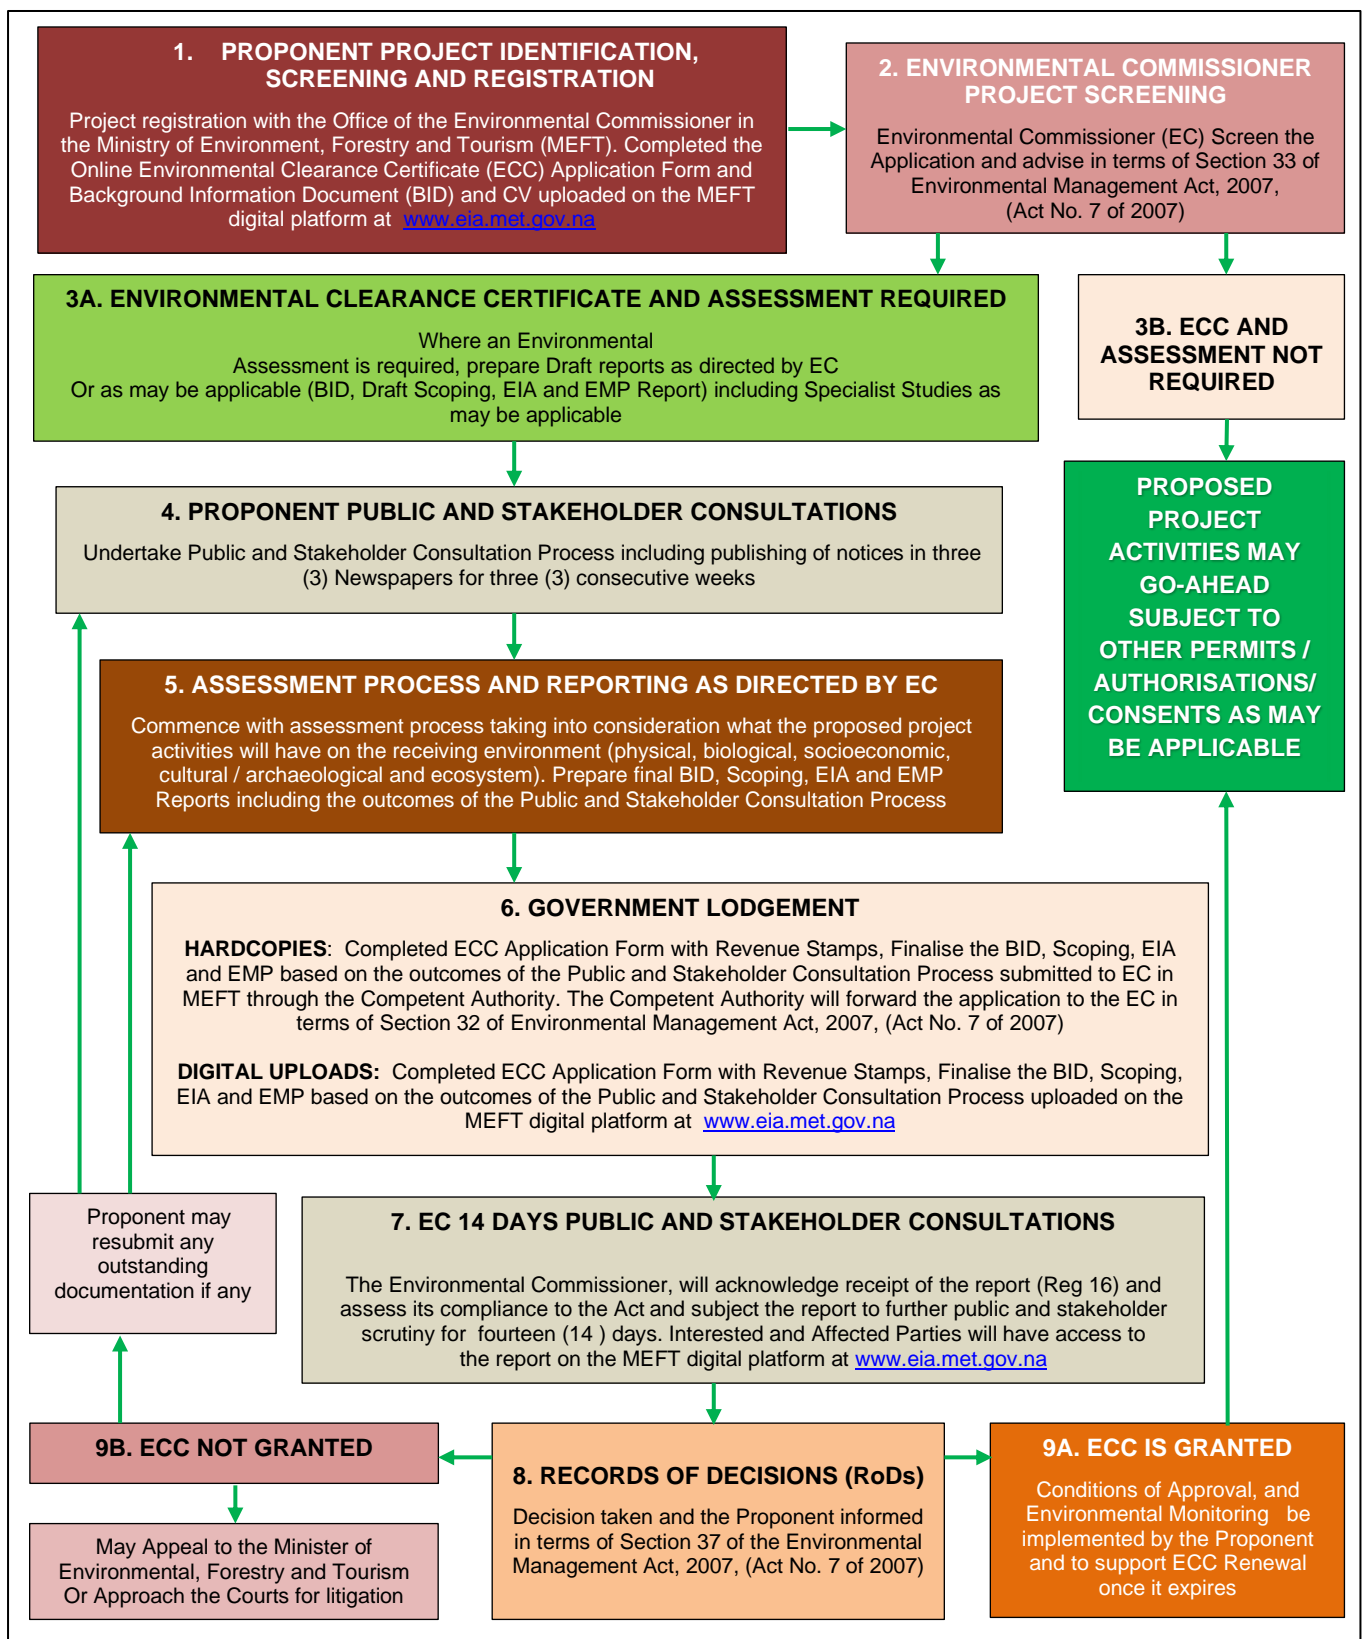 1. PROPONENT PROJECT IDENTIFICATION,
SCREENING AND REGISTRATION
Project registration with the Office of the Environmental Commissioner in
the Ministry of Environment, Forestry and Tourism (MEFT). Completed the
Online Environmental Clearance Certificate (ECC) Application Form and
Background Information Document (BID) and CV uploaded on the MEFT
digital platform at www.eia.met.gov.na
2. ENVIRONMENTAL COMMISSIONER
PROJECT SCREENING
Environmental Commissioner (EC) Screen the
Application and advise in terms of Section 33 of
Environmental Management Act, 2007,
(Act No. 7 of 2007)
3A. ENVIRONMENTAL CLEARANCE CERTIFICATE AND ASSESSMENT REQUIRED
Where an Environmental
Assessment is required, prepare Draft reports as directed by EC
Or as may be applicable (BID, Draft Scoping, EIA and EMP Report) including Specialist Studies as
may be applicable
3B. ECC AND
ASSESSMENT NOT
REQUIRED
4. PROPONENT PUBLIC AND STAKEHOLDER CONSULTATIONS
Undertake Public and Stakeholder Consultation Process including publishing of notices in three
(3) Newspapers for three (3) consecutive weeks
PROPOSED
PROJECT
ACTIVITIES MAY
GO-AHEAD
SUBJECT TO
OTHER PERMITS /
AUTHORISATIONS/
CONSENTS AS MAY
BE APPLICABLE
5. ASSESSMENT PROCESS AND REPORTING AS DIRECTED BY EC
Commence with assessment process taking into consideration what the proposed project
activities will have on the receiving environment (physical, biological, socioeconomic,
cultural / archaeological and ecosystem). Prepare final BID, Scoping, EIA and EMP
Reports including the outcomes of the Public and Stakeholder Consultation Process
6. GOVERNMENT LODGEMENT
HARDCOPIES: Completed ECC Application Form with Revenue Stamps, Finalise the BID, Scoping, EIA
and EMP based on the outcomes of the Public and Stakeholder Consultation Process submitted to EC in
MEFT through the Competent Authority. The Competent Authority will forward the application to the EC in
terms of Section 32 of Environmental Management Act, 2007, (Act No. 7 of 2007)
DIGITAL UPLOADS: Completed ECC Application Form with Revenue Stamps, Finalise the BID, Scoping,
EIA and EMP based on the outcomes of the Public and Stakeholder Consultation Process uploaded on the
MEFT digital platform at www.eia.met.gov.na
Proponent may
resubmit any
outstanding
documentation if any
7. EC 14 DAYS PUBLIC AND STAKEHOLDER CONSULTATIONS
The Environmental Commissioner, will acknowledge receipt of the report (Reg 16) and
assess its compliance to the Act and subject the report to further public and stakeholder
scrutiny for fourteen (14 ) days. Interested and Affected Parties will have access to
the report on the MEFT digital platform at www.eia.met.gov.na
9B. ECC NOT GRANTED
May Appeal to the Minister of
Environmental, Forestry and Tourism
Or Approach the Courts for litigation
8. RECORDS OF DECISIONS (RoDs)
Decision taken and the Proponent informed
in terms of Section 37 of the Environmental
Management Act, 2007, (Act No. 7 of 2007)
9A. ECC IS GRANTED
Conditions of Approval, and
Environmental Monitoring be
implemented by the Proponent
and to support ECC Renewal
once it expires